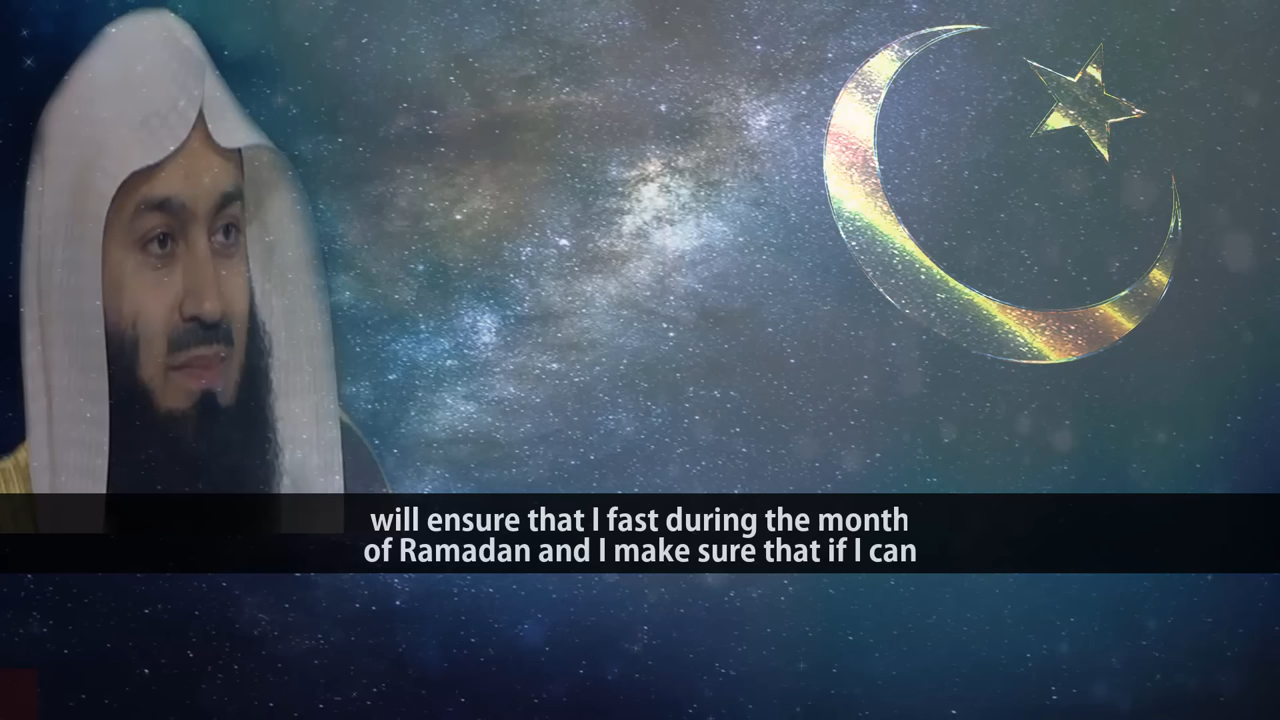 will ensure that I fast during the month
of Ramadan and I make sure that if I can